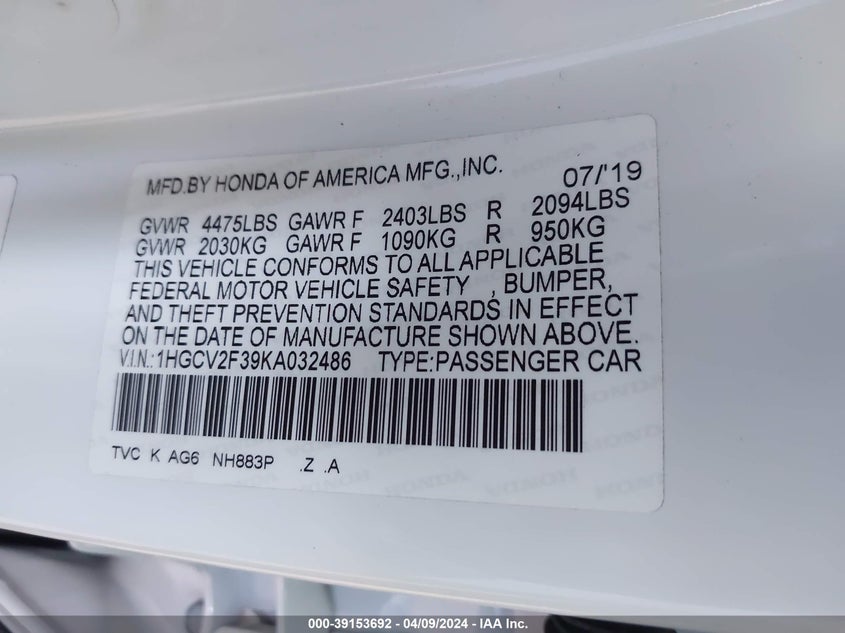 MFD.BY HONDA OF AMERICA MFG.,INC. 07/'19
GVWR 4475LBS GAWR F 2403LBS R 2094LBS
GVWR 2030KG GAWR F 1090KG R 950KG
THIS VEHICLE CONFORMS TO ALL APPLICABLE
FEDERAL MOTOR VEHICLE SAFETY , BUMPER,
AND THEFT PREVENTION STANDARDS IN EFFECT
ON THE DATE OF MANUFACTURE SHOWN ABOVE.
V.I.N.:1HGCV2F39KA032486 TYPE:PASSENGER CAR
TVC K AG6 NH883P .Z .A
HONDA HONDA HONDA
000-39153692 - 04/09/2024 - IAA Inc.